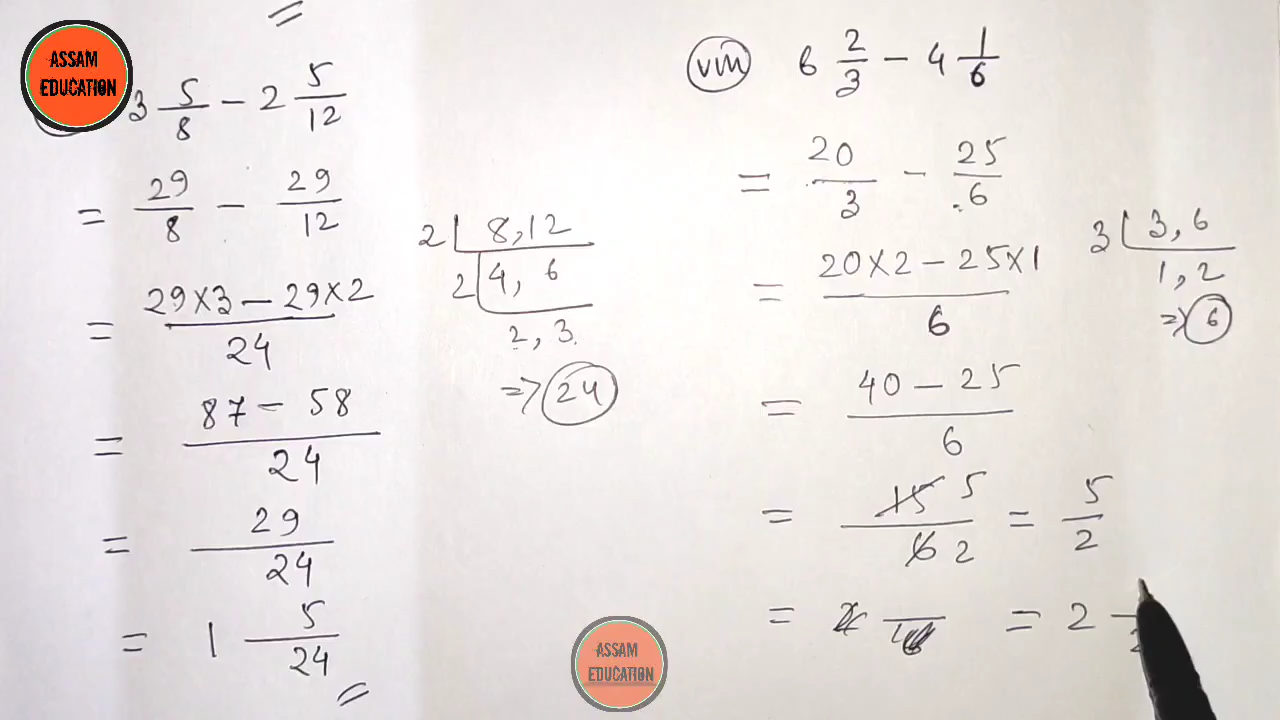 ASSAM
EDUCATION
3 5/8 - 2 5/12
= 29/8 - 29/12
= 29×3 - 29×2 / 24
= 87 - 58 / 24
= 29/24
= 1 5/24
2 | 8, 12
2 | 4, 6
2, 3
=> 24
viii 6 2/3 - 4 1/6
= 20/3 - 25/6
= 20×2 - 25×1 / 6
= 40 - 25 / 6
= 15 5 / 6 2 = 5/2
= 2
3 | 3, 6
1, 2
=> 6
ASSAM
EDUCATION